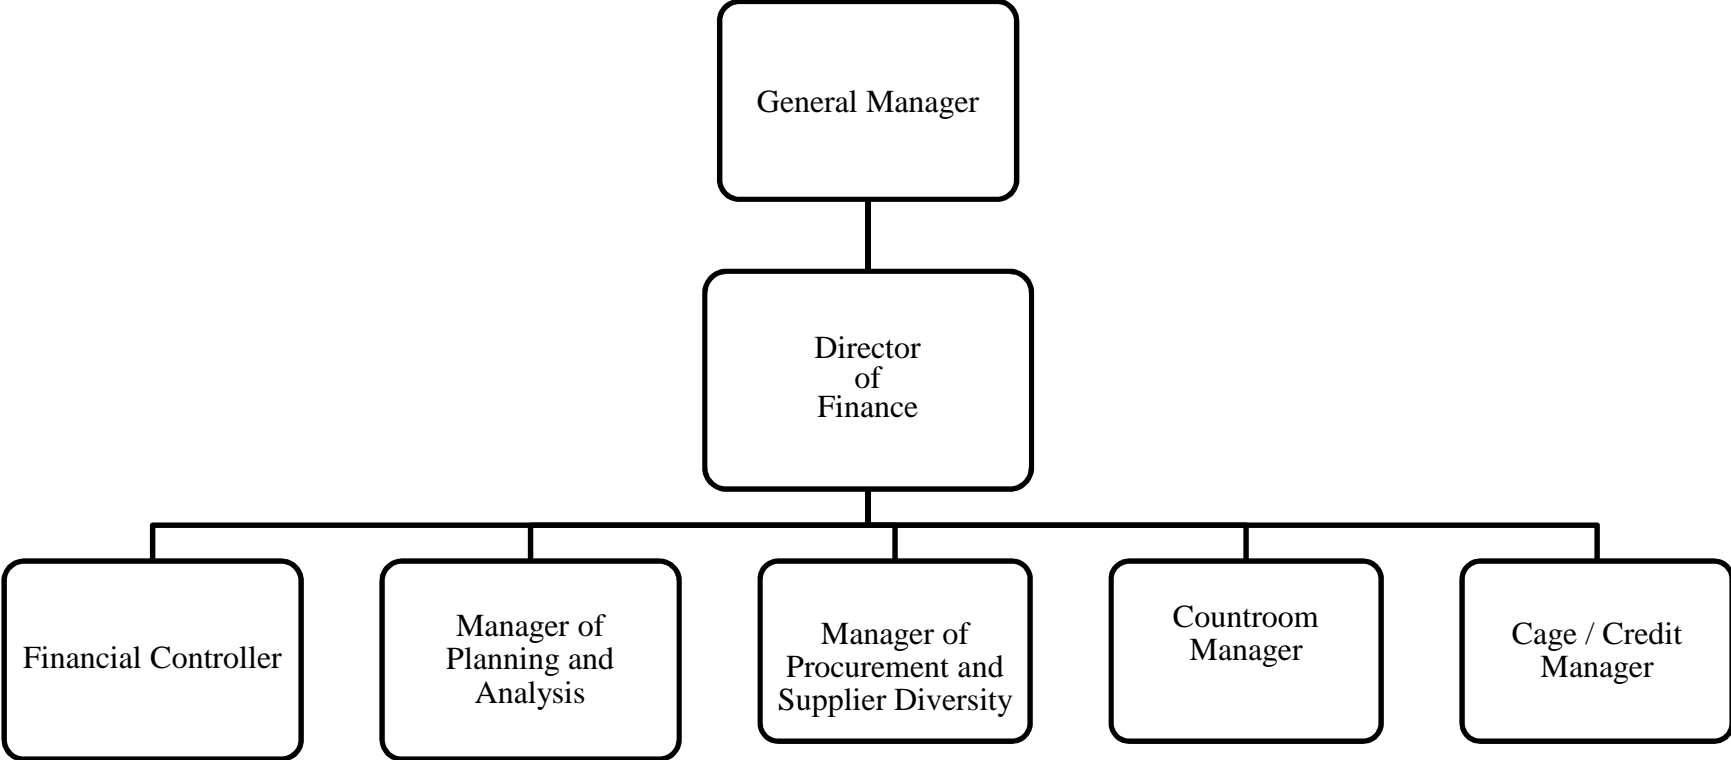 General Manager
Director
of
Finance
Financial Controller
Manager of
Planning and
Analysis
Manager of
Procurement and
Supplier Diversity
Countroom
Manager
Cage / Credit
Manager